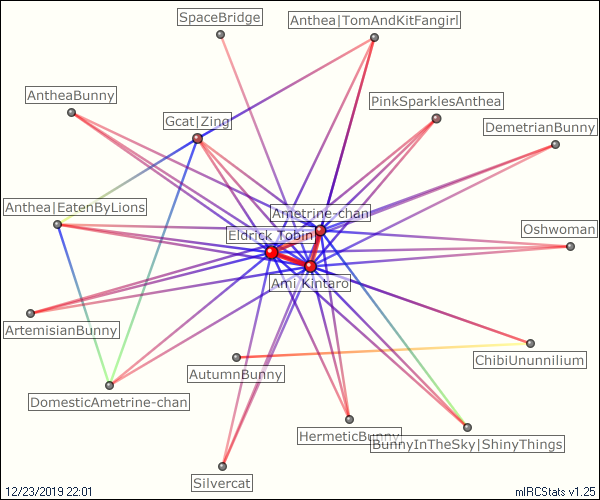 SpaceBridge
Anthea|TomAndKitFangirl
AntheaBunny
PinkSparklesAnthea
Gcat|Zing
DemetrianBunny
Anthea|EatenByLions
Ametrine-chan
Eldrick Tobin
Oshwoman
Ami Kintaro
ArtemisianBunny
ChibiUnunnilium
AutumnBunny
DomesticAmetrine-chan
HermeticBunny
BunnyInTheSky|ShinyThings
Silvercat
12/23/2019 22:01
mIRCStats v1.25